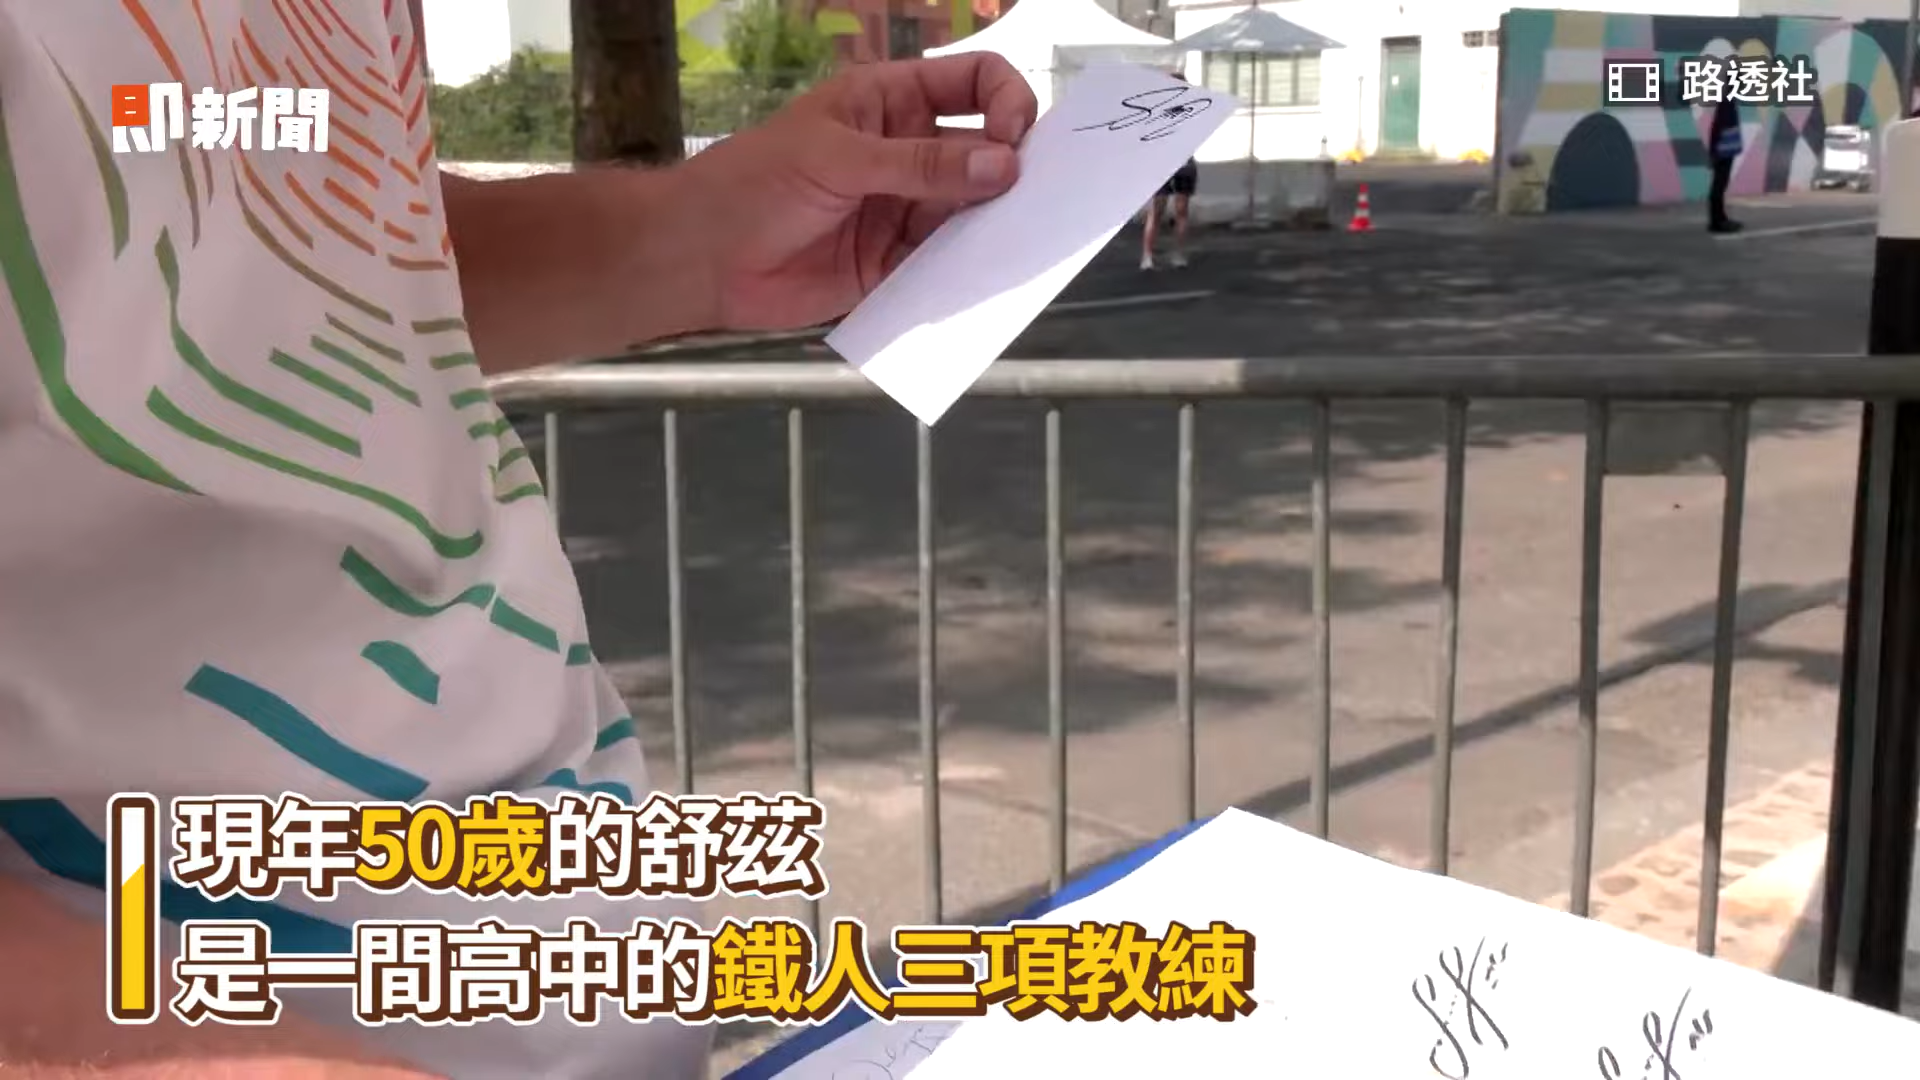 即新聞
路透社
現年50歲的舒茲
是一間高中的鐵人三項教練